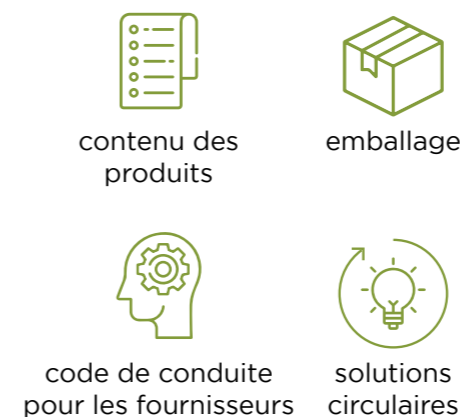 contenu des
produits
emballage
code de conduite
pour les fournisseurs
solutions
circulaires